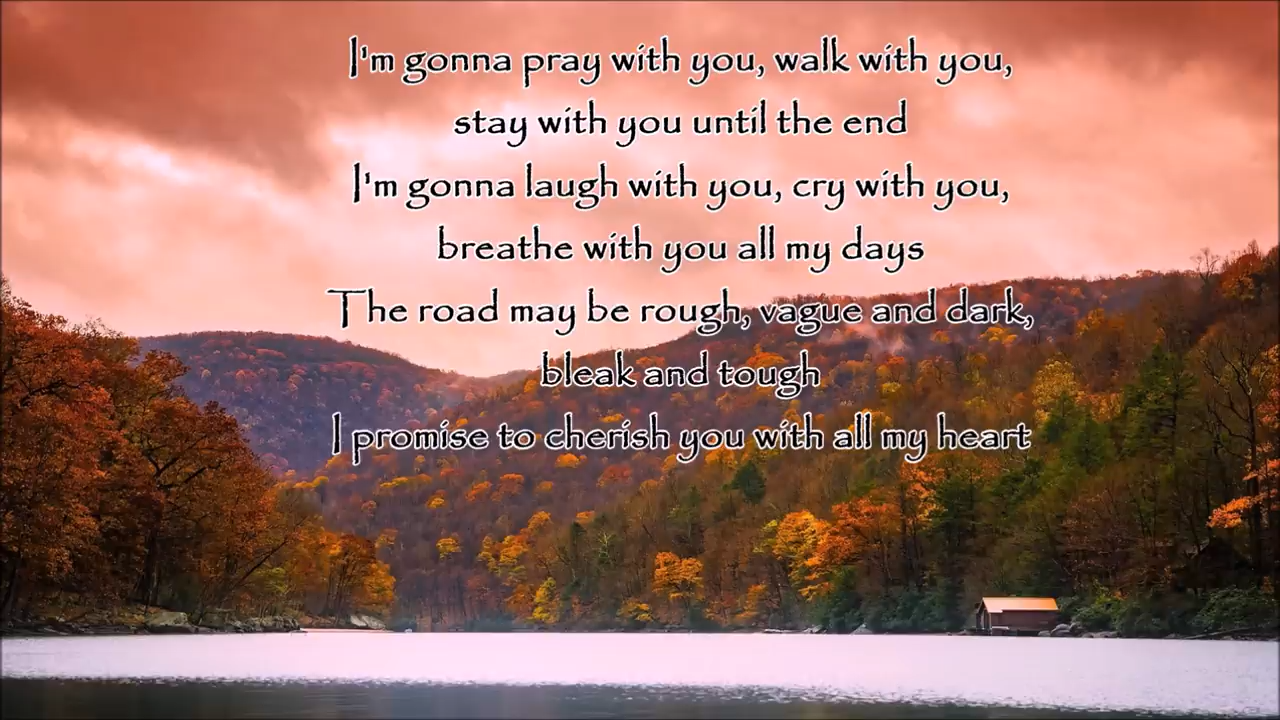 I'm gonna pray with you, walk with you,
stay with you until the end
I'm gonna laugh with you, cry with you,
breathe with you all my days
The road may be rough, vague and dark,
bleak and tough
I promise to cherish you with all my heart